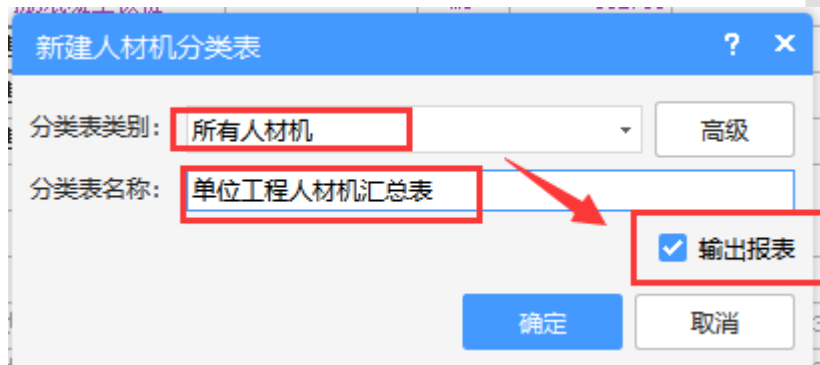 新建人材机分类表 ?
分类表类别: 所有人材机 高级
分类表名称: 单位工程人材机汇总表
输出报表
确定 取消